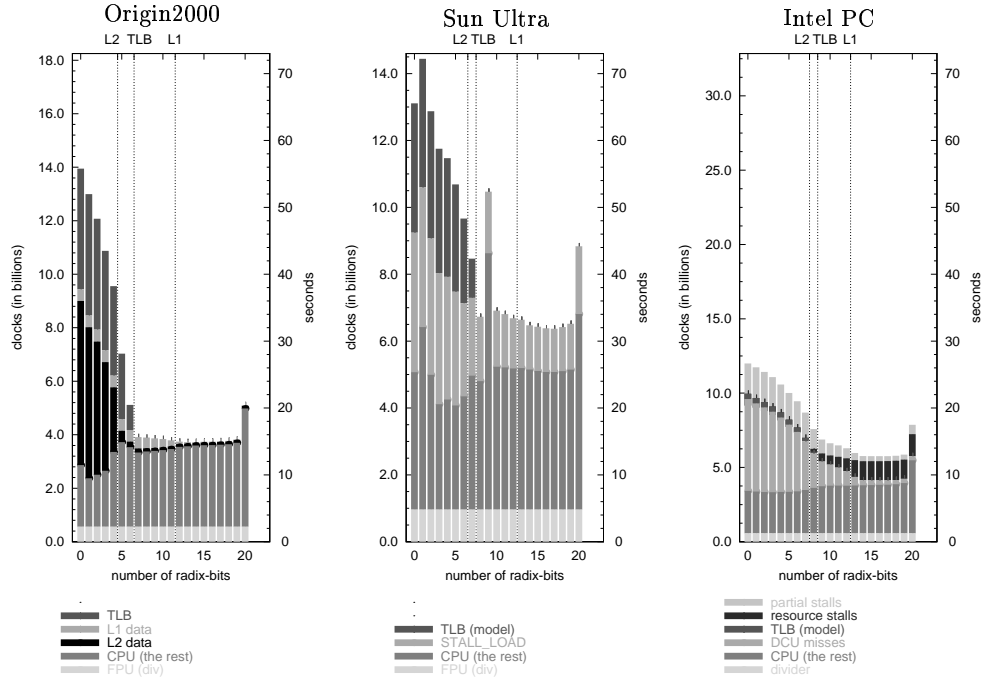 Origin2000
L2 TLB L1
18.0
16.0
14.0
12.0
10.0
8.0
6.0
4.0
2.0
0.0
clocks (in billions)
70
60
50
40
30
20
10
0
seconds
0 5 10 15 20
number of radix-bits
TLB
L1 data
L2 data
CPU (the rest)
FPU (div)
Sun Ultra
L2 TLB L1
14.0
12.0
10.0
8.0
6.0
4.0
2.0
0.0
clocks (in billions)
70
60
50
40
30
20
10
0
seconds
0 5 10 15 20
number of radix-bits
TLB (model)
STALL_LOAD
CPU (the rest)
FPU (div)
Intel PC
L2 TLB L1
30.0
25.0
20.0
15.0
10.0
5.0
0.0
clocks (in billions)
70
60
50
40
30
20
10
0
seconds
0 5 10 15 20
number of radix-bits
partial stalls
resource stalls
TLB (model)
DCU misses
CPU (the rest)
divider